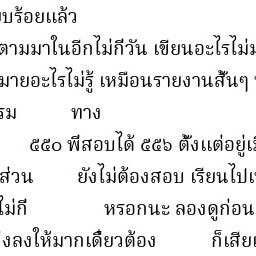 บร้อยแล้ว
ตามมาในอีกไม่กี่วัน เขียนอะไรไม่
มายอะไรไม่รู้ เหมือนรายงานสั้นๆ
รม ทาง
๕๕๐ พี่สอบได้ ๕๕๖ ตั้งแต่อยู่
ส่วน ยังไม่ต้องสอบ เรียนไป
ไม่กี่ หรอกนะ ลองดูก่อน
งลงให้มากเดี๋ยวต้อง ก็เสีย